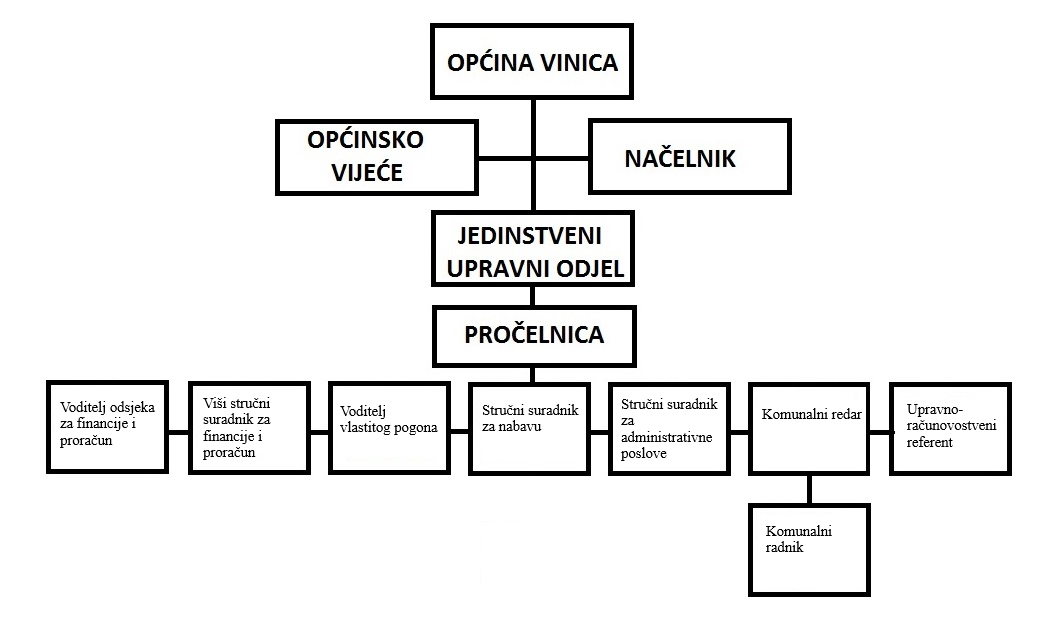 OPĆINA VINICA
OPĆINSKO
VIJEĆE
NAČELNIK
JEDINSTVENI
UPRAVNI ODJEL
PROČELNICA
Voditelj odsjeka
za financije i
proračun
Viši stručni
suradnik za
financije i
proračun
Voditelj
vlastitog pogona
Stručni suradnik
za nabavu
Stručni suradnik
za
administrativne
poslove
Komunalni redar
Upravno-
računovostveni
referent
Komunalni
radnik